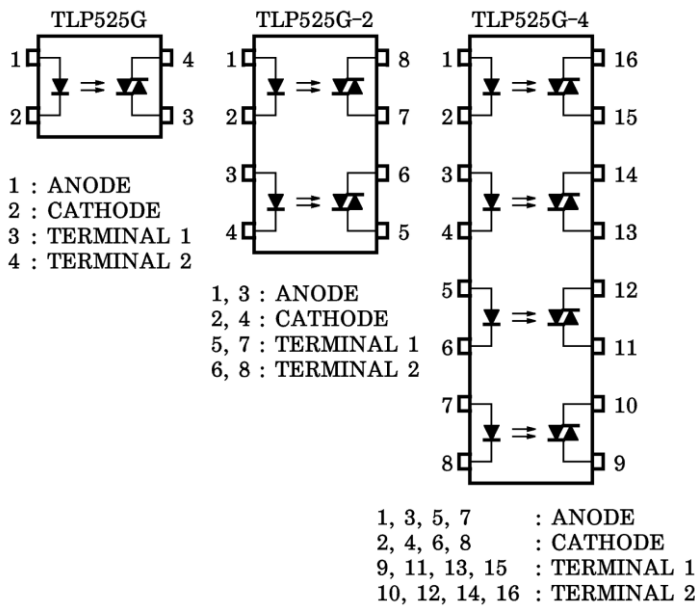 TLP525G
1
4
2
3
1 : ANODE
2 : CATHODE
3 : TERMINAL 1
4 : TERMINAL 2
TLP525G-2
1
8
2
7
3
6
4
5
1, 3 : ANODE
2, 4 : CATHODE
5, 7 : TERMINAL 1
6, 8 : TERMINAL 2
TLP525G-4
1
16
2
15
3
14
4
13
5
12
6
11
7
10
8
9
1, 3, 5, 7 : ANODE
2, 4, 6, 8 : CATHODE
9, 11, 13, 15 : TERMINAL 1
10, 12, 14, 16 : TERMINAL 2